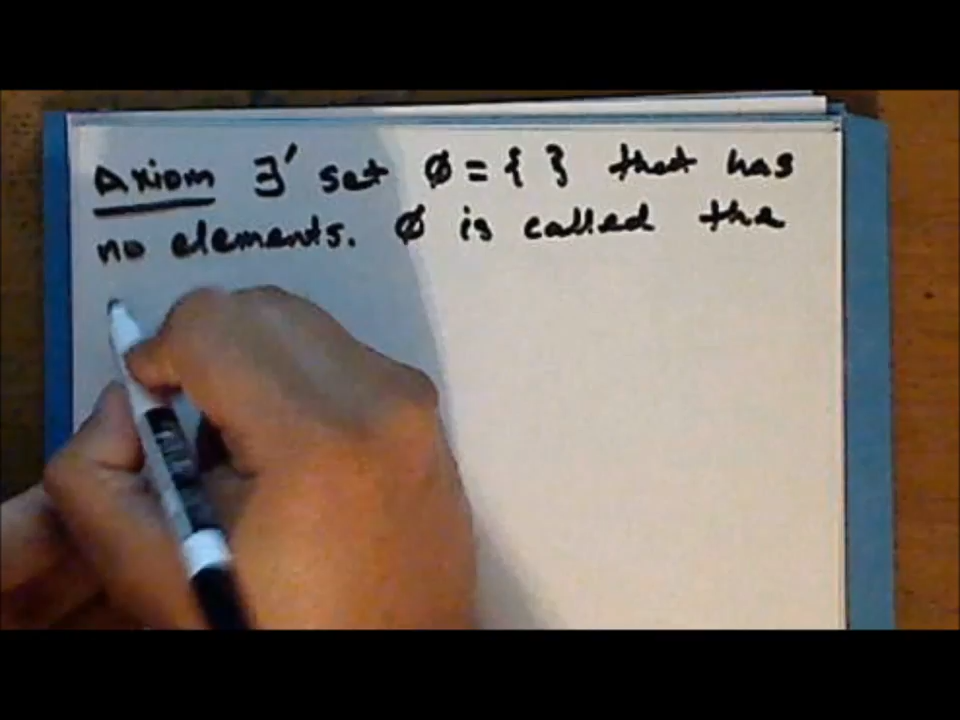 Axiom ∃' set ∅ = { } that has
no elements. ∅ is called the